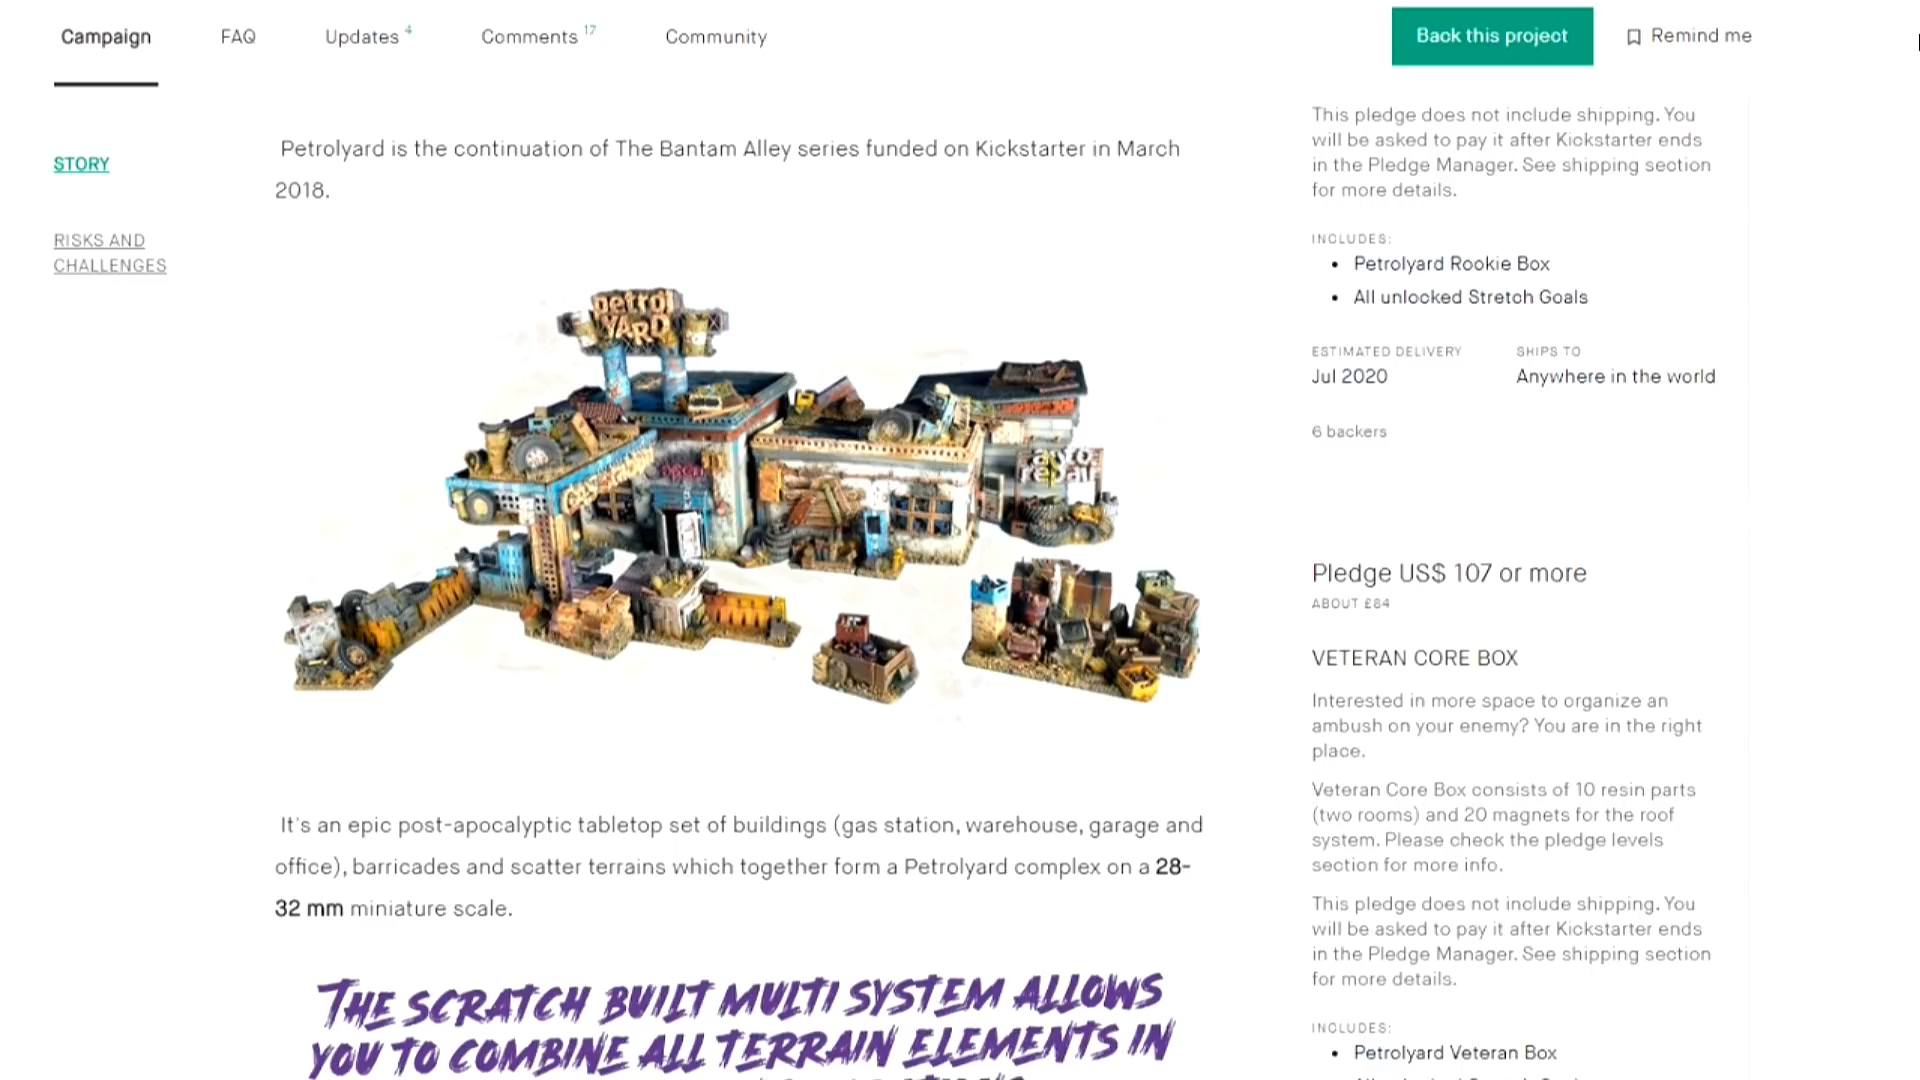 Campaign
FAQ
Updates 4
Comments 17
Community
Back this project
Remind me
STORY
RISKS AND
CHALLENGES
Petrolyard is the continuation of The Bantam Alley series funded on Kickstarter in March
2018.
petrol
YARD
auto
repair
It's an epic post-apocalyptic tabletop set of buildings (gas station, warehouse, garage and
office), barricades and scatter terrains which together form a Petrolyard complex on a 28-
32 mm miniature scale.
THE SCRATCH BUILT MULTI SYSTEM ALLOWS
YOU TO COMBINE ALL TERRAIN ELEMENTS IN
This pledge does not include shipping. You
will be asked to pay it after Kickstarter ends
in the Pledge Manager. See shipping section
for more details.
INCLUDES:
• Petrolyard Rookie Box
• All unlocked Stretch Goals
ESTIMATED DELIVERY
Jul 2020
SHIPS TO
Anywhere in the world
6 backers
Pledge US$ 107 or more
ABOUT £84
VETERAN CORE BOX
Interested in more space to organize an
ambush on your enemy? You are in the right
place.
Veteran Core Box consists of 10 resin parts
(two rooms) and 20 magnets for the roof
system. Please check the pledge levels
section for more info.
This pledge does not include shipping. You
will be asked to pay it after Kickstarter ends
in the Pledge Manager. See shipping section
for more details.
INCLUDES:
• Petrolyard Veteran Box